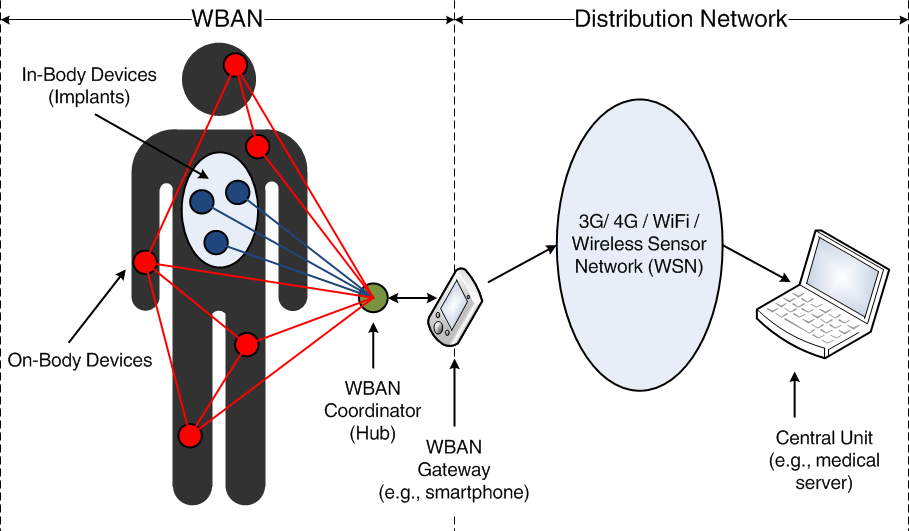 WBAN
Distribution Network
In-Body Devices
(Implants)
3G/ 4G / WiFi /
Wireless Sensor
Network (WSN)
On-Body Devices
WBAN
Coordinator
(Hub)
WBAN
Gateway
(e.g., smartphone)
Central Unit
(e.g., medical
server)